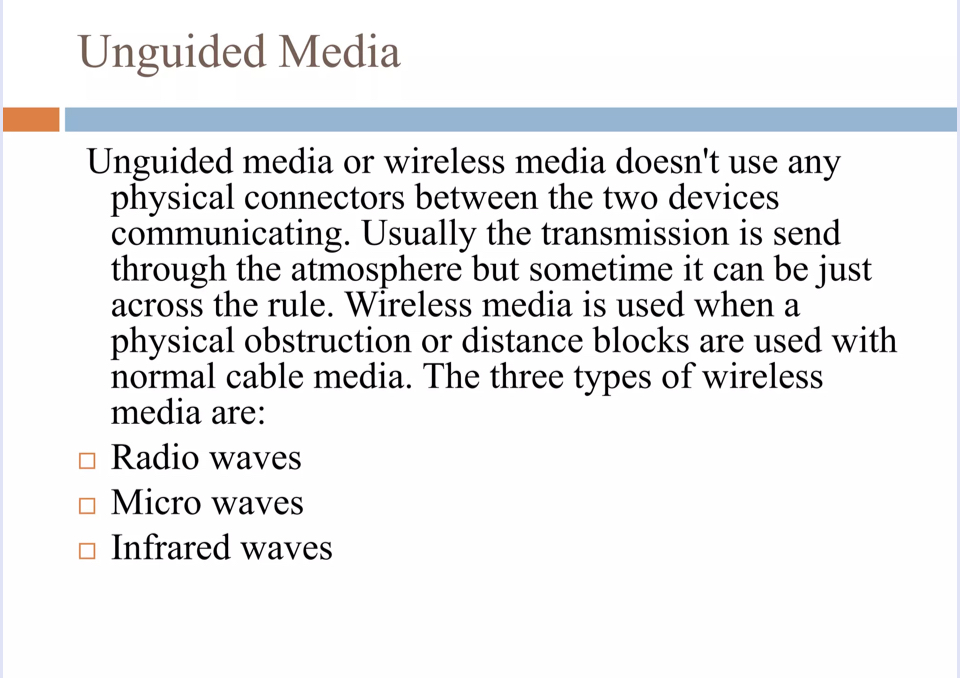 Unguided Media
Unguided media or wireless media doesn't use any
physical connectors between the two devices
communicating. Usually the transmission is send
through the atmosphere but sometime it can be just
across the rule. Wireless media is used when a
physical obstruction or distance blocks are used with
normal cable media. The three types of wireless
media are:
Radio waves
Micro waves
Infrared waves